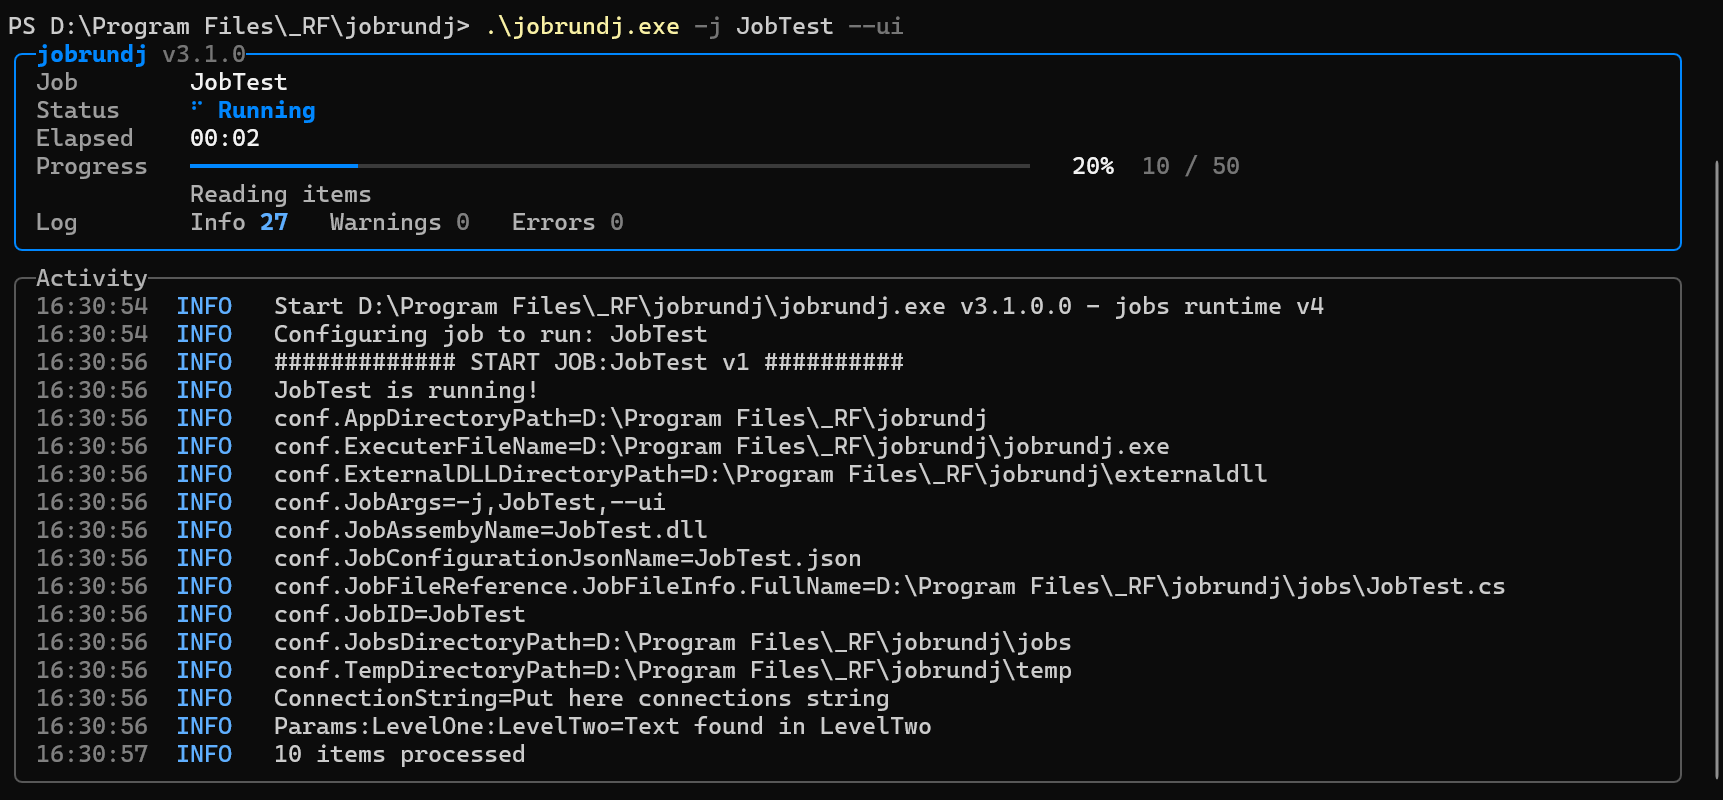 PS D:\Program Files\_RF\jobrundj> .\jobrundj.exe -j JobTest --ui
jobrundj v3.1.0
Job JobTest
Status Running
Elapsed 00:02
Progress 20% 10 / 50
Reading items
Log Info 27 Warnings 0 Errors 0
Activity
16:30:54 INFO Start D:\Program Files\_RF\jobrundj\jobrundj.exe v3.1.0.0 - jobs runtime v4
16:30:54 INFO Configuring job to run: JobTest
16:30:56 INFO ############# START JOB:JobTest v1 ##########
16:30:56 INFO JobTest is running!
16:30:56 INFO conf.AppDirectoryPath=D:\Program Files\_RF\jobrundj
16:30:56 INFO conf.ExecuterFileName=D:\Program Files\_RF\jobrundj\jobrundj.exe
16:30:56 INFO conf.ExternalDLLDirectoryPath=D:\Program Files\_RF\jobrundj\externaldll
16:30:56 INFO conf.JobArgs=-j,JobTest,--ui
16:30:56 INFO conf.JobAssembyName=JobTest.dll
16:30:56 INFO conf.JobConfigurationJsonName=JobTest.json
16:30:56 INFO conf.JobFileReference.JobFileInfo.FullName=D:\Program Files\_RF\jobrundj\jobs\JobTest.cs
16:30:56 INFO conf.JobID=JobTest
16:30:56 INFO conf.JobsDirectoryPath=D:\Program Files\_RF\jobrundj\jobs
16:30:56 INFO conf.TempDirectoryPath=D:\Program Files\_RF\jobrundj\temp
16:30:56 INFO ConnectionString=Put here connections string
16:30:56 INFO Params:LevelOne:LevelTwo=Text found in LevelTwo
16:30:57 INFO 10 items processed